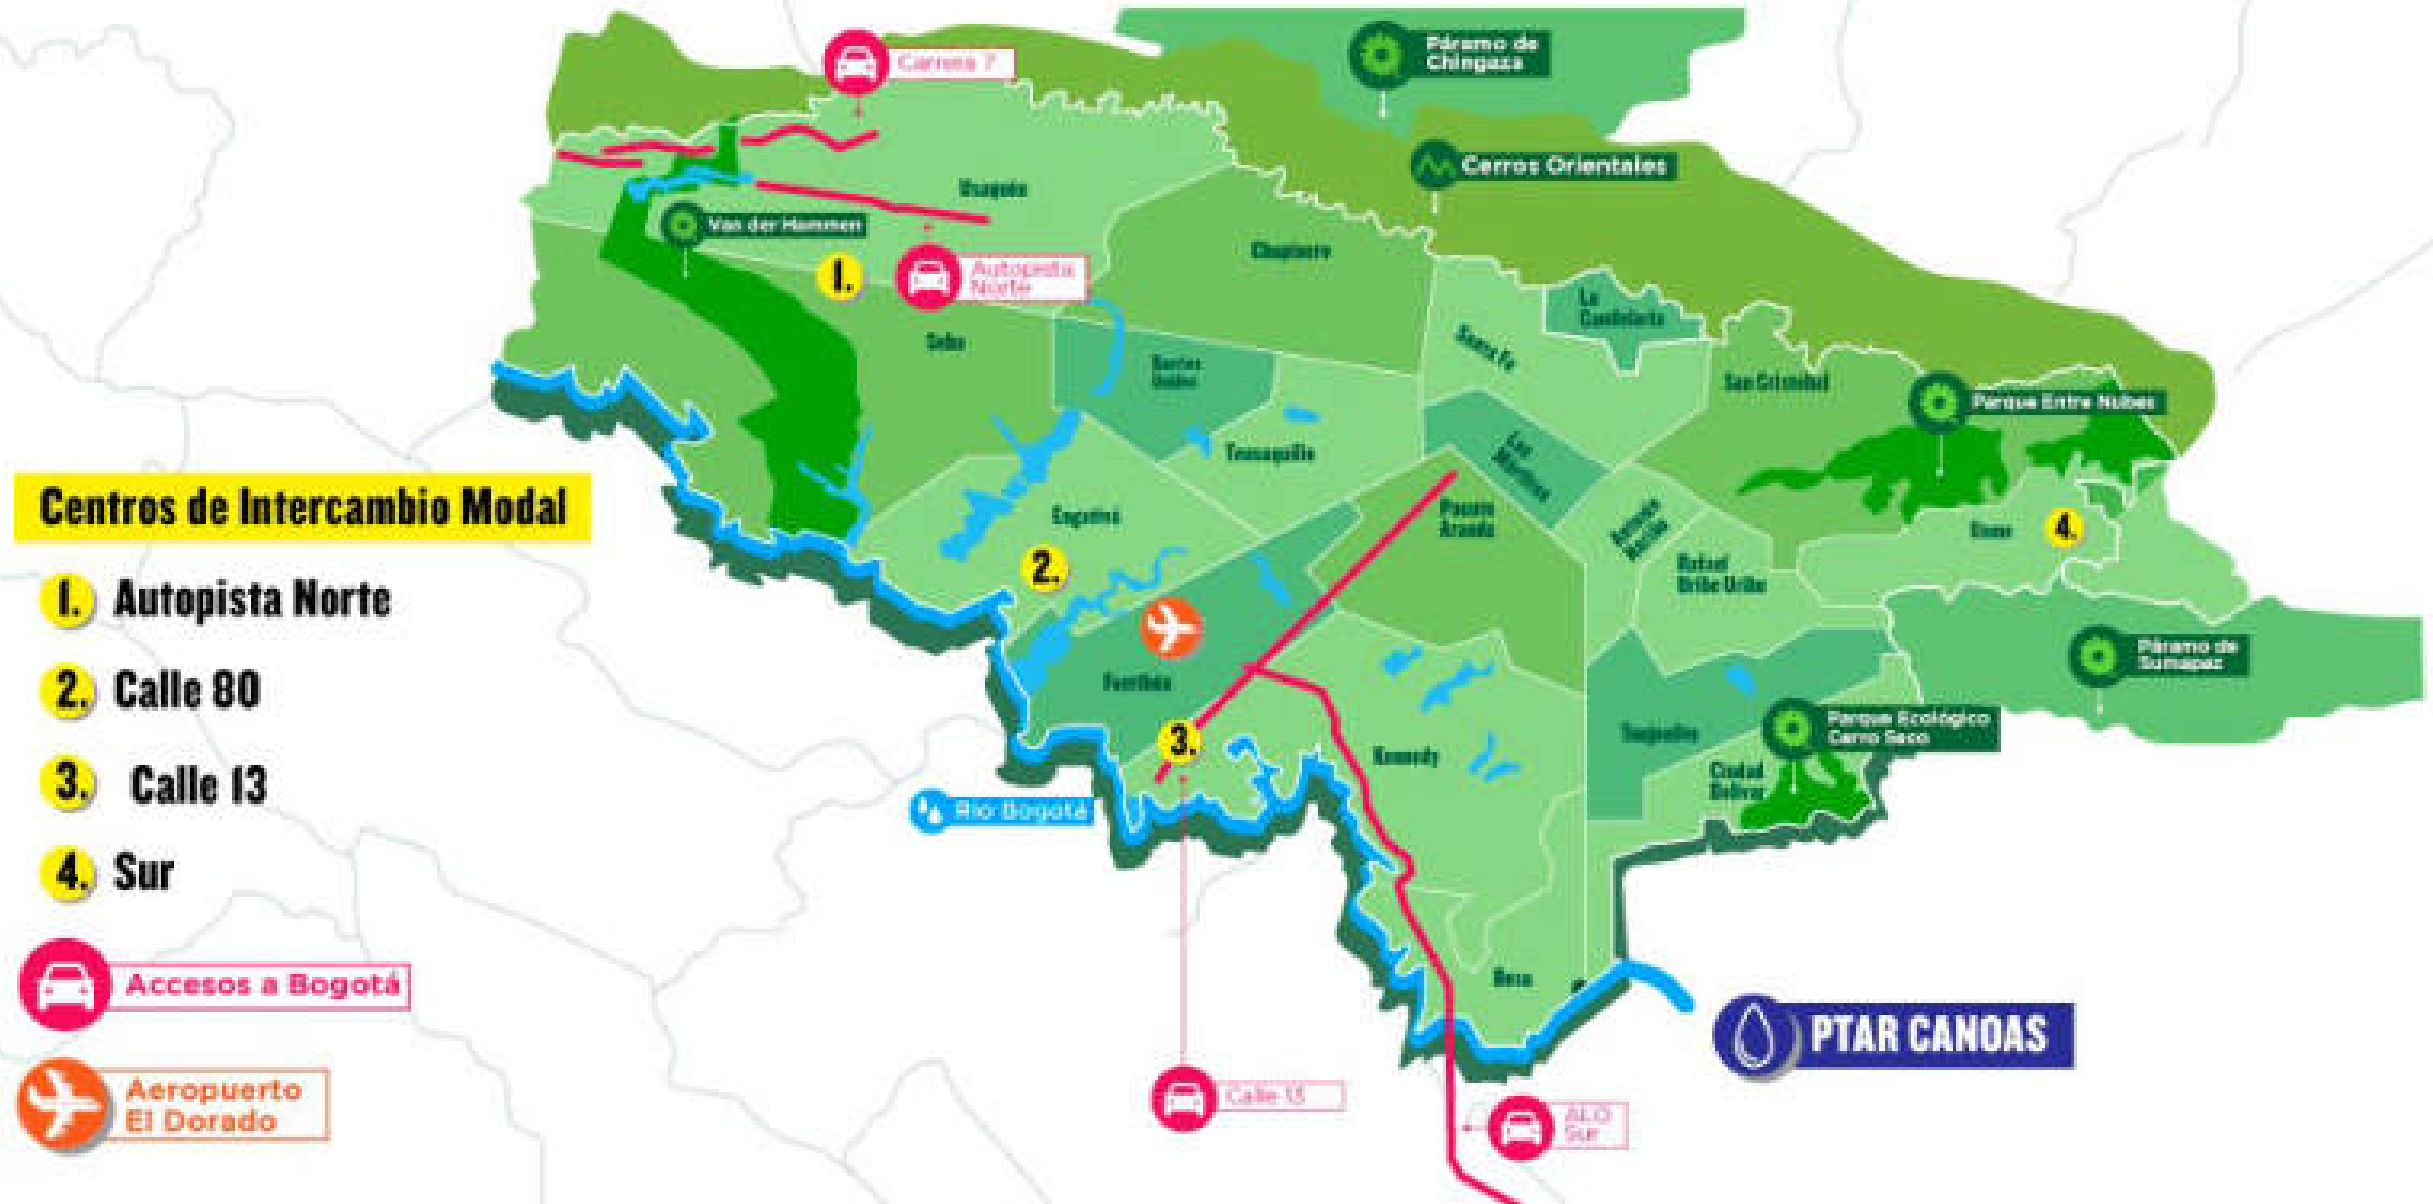 Carrera 7
Páramo de
Chingaza
Cerros Orientales
Usaquén
Van der Hammen
Chapinero
1.
Autopista
Norte
La
Candelaria
Suba
Barrios
Unidos
Santa Fe
San Cristóbal
Parque Entre Nubes
Teusaquillo
Los
Mártires
Centros de Intercambio Modal
1. Autopista Norte
2. Calle 80
3. Calle 13
4. Sur
Accesos a Bogotá
Aeropuerto
El Dorado
Engativá
2.
Puente
Aranda
Antonio
Nariño
Usme
4.
Rafael
Uribe Uribe
Páramo de
Sumapaz
Fontibón
3.
Kennedy
Tunjuelito
Parque Ecológico
Cerro Seco
Ciudad
Bolívar
Río Bogotá
Bosa
PTAR CANOAS
Calle 13
ALO
Sur